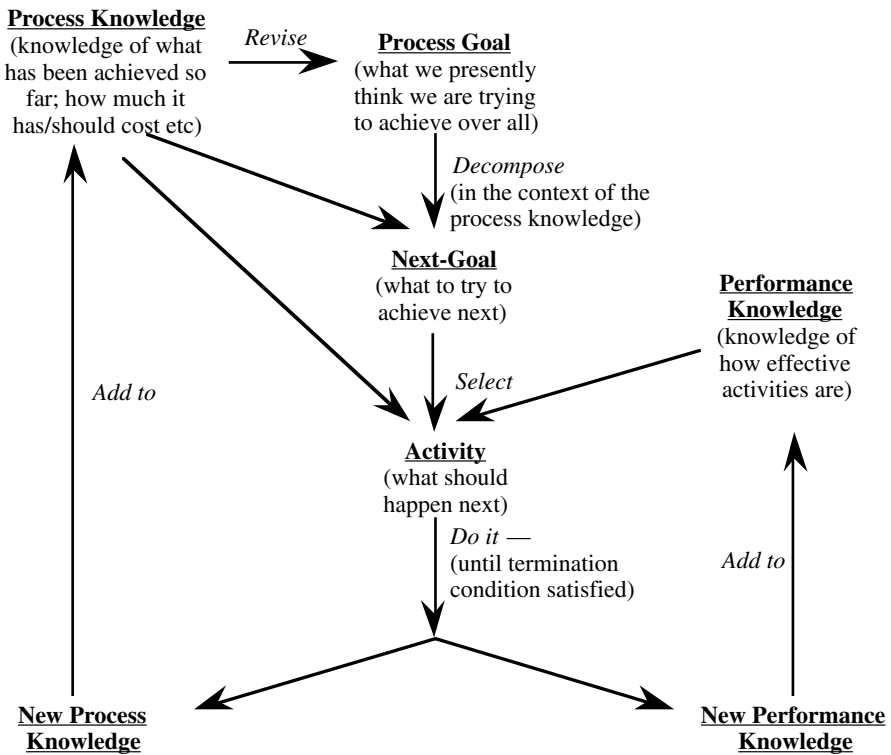 Process Knowledge
(knowledge of what
has been achieved so
far; how much it
has/should cost etc)
Revise
Process Goal
(what we presently
think we are trying
to achieve over all)
Decompose
(in the context of the
process knowledge)
Next-Goal
(what to try to
achieve next)
Performance
Knowledge
(knowledge of
how effective
activities are)
Add to
Select
Activity
(what should
happen next)
Do it —
(until termination
condition satisfied)
Add to
New Process
Knowledge
New Performance
Knowledge